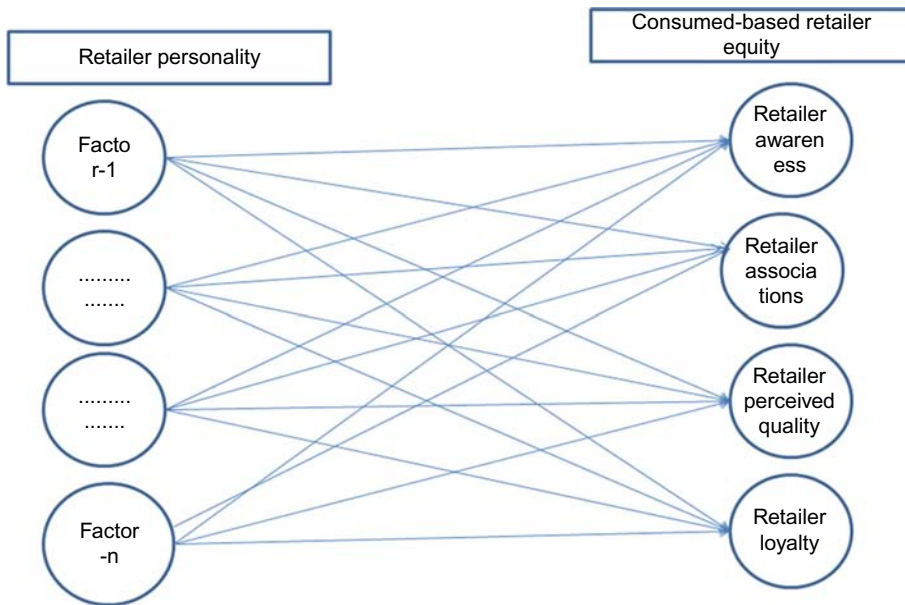 Retailer personality
Consumed-based retailer
equity
Facto
r-1
.........
.......
.........
.......
Factor
-n
Retailer
awaren
ess
Retailer
associa
tions
Retailer
perceived
quality
Retailer
loyalty